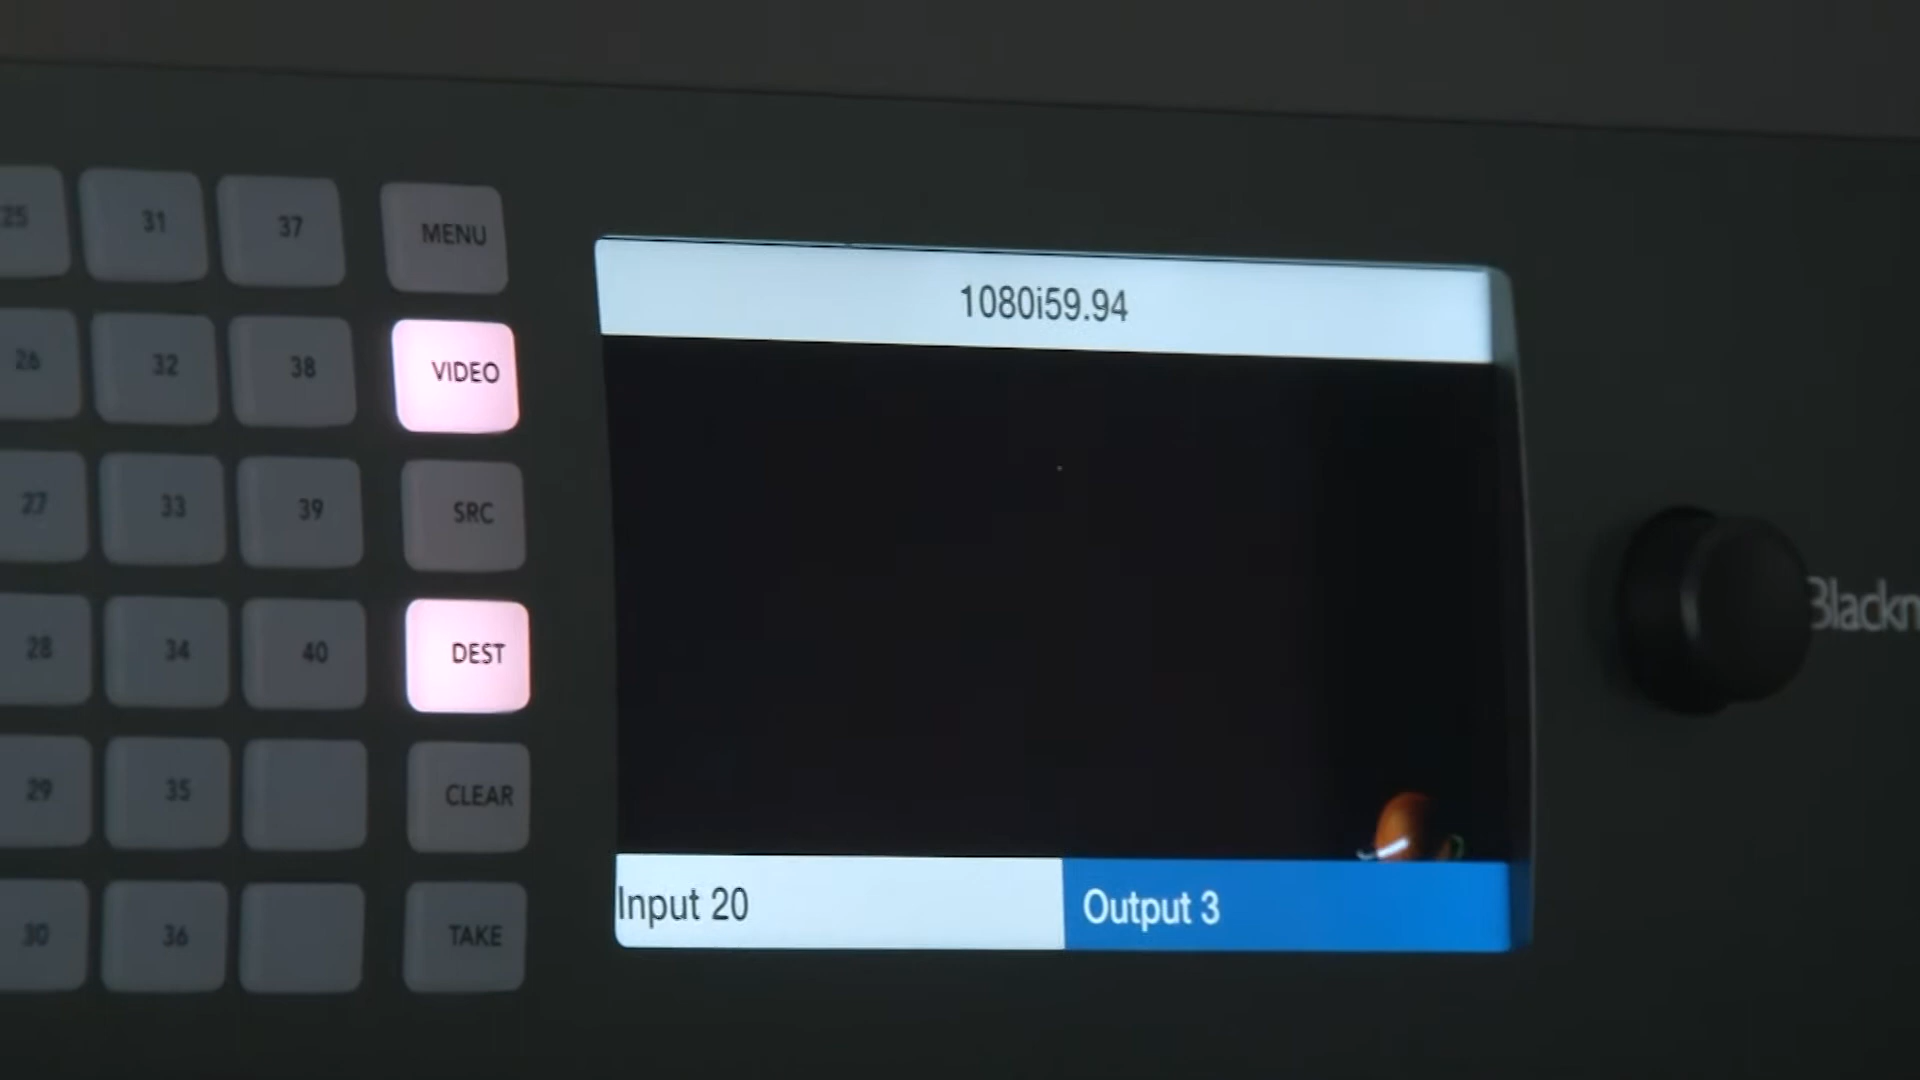 25 31 37 MENU
26 32 38 VIDEO
27 33 39 SRC
28 34 40 DEST
29 35 CLEAR
30 36 TAKE
1080i59.94
Input 20
Output 3